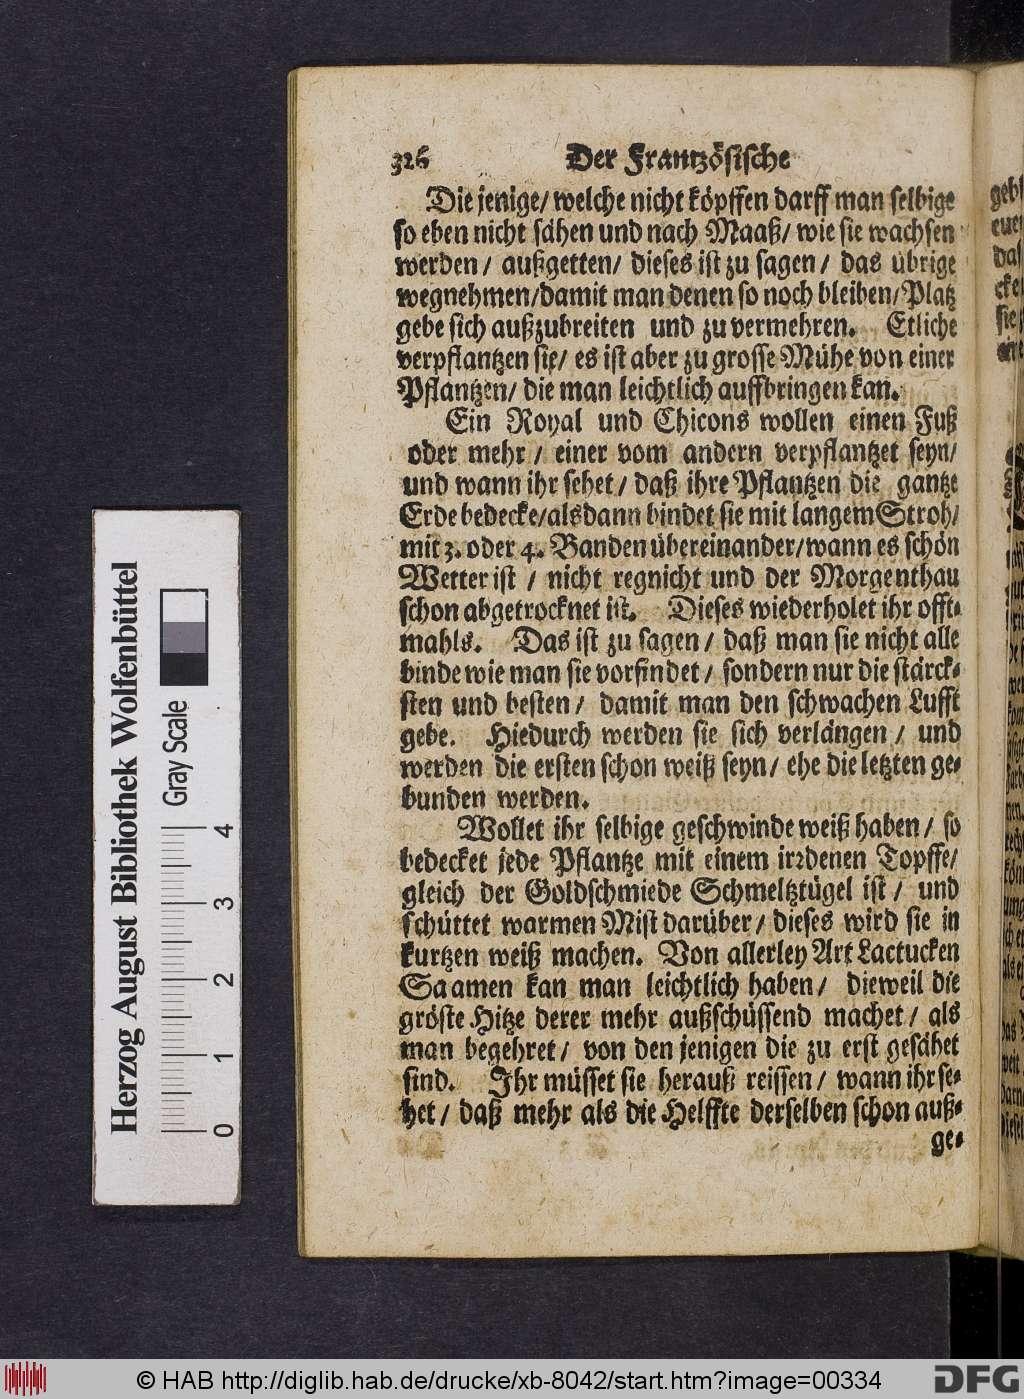 326 Der Frantzösische
Die jenige/ welche nicht köpffen darff man selbige
so eben nicht sähen und nach Maaß/ wie sie wachsen
werden / außgetten/ dieses ist zu sagen / das übrige
wegnehmen/damit man denen so noch bleiben/Platz
gebe sich außzubreiten und zu vermehren. Etliche
verpflantzen sie/ es ist aber zu grosse Mühe von einer
Pflantzen/ die man leichtlich auffbringen kan.
Ein Royal und Chicons wollen einen Fuß
oder mehr / einer vom andern verpflantzet seyn/
und wann ihr sehet / daß ihre Pflantzen die gantze
Erde bedecke/alsdann bindet sie mit langem Stroh/
mit 3. oder 4. Banden übereinander/wann es schön
Wetter ist / nicht regnicht und der Morgenthau
schon abgetrocknet ist. Dieses wiederholet ihr offt-
mahls. Das ist zu sagen / daß man sie nicht alle
binde wie man sie vorfindet / sondern nur die stärck-
sten und besten / damit man den schwachen Lufft
gebe. Hiedurch werden sie sich verlängen / und
werden die ersten schon weiß seyn/ ehe die letzten ge-
bunden werden.
Wollet ihr selbige geschwinde weiß haben / so
bedecket jede Pflantze mit einem irrdenen Topffe/
gleich der Goldschmiede Schmeltztügel ist / und
schüttet warmen Mist darüber / dieses wird sie in
kurtzen weiß machen. Von allerley Art Lactucken
Saamen kan man leichtlich haben / dieweil die
gröste Hitze derer mehr außschüssend machet / als
man begehret / von den jenigen die zu erst gesähet
sind. Ihr müsset sie herauß reissen / wann ihr se-
het / daß mehr als die Helffte derselben schon auß-
ge-
Herzog August Bibliothek Wolfenbüttel
Gray Scale
0 1 2 3 4
© HAB http://diglib.hab.de/drucke/xb-8042/start.htm?image=00334
DFG